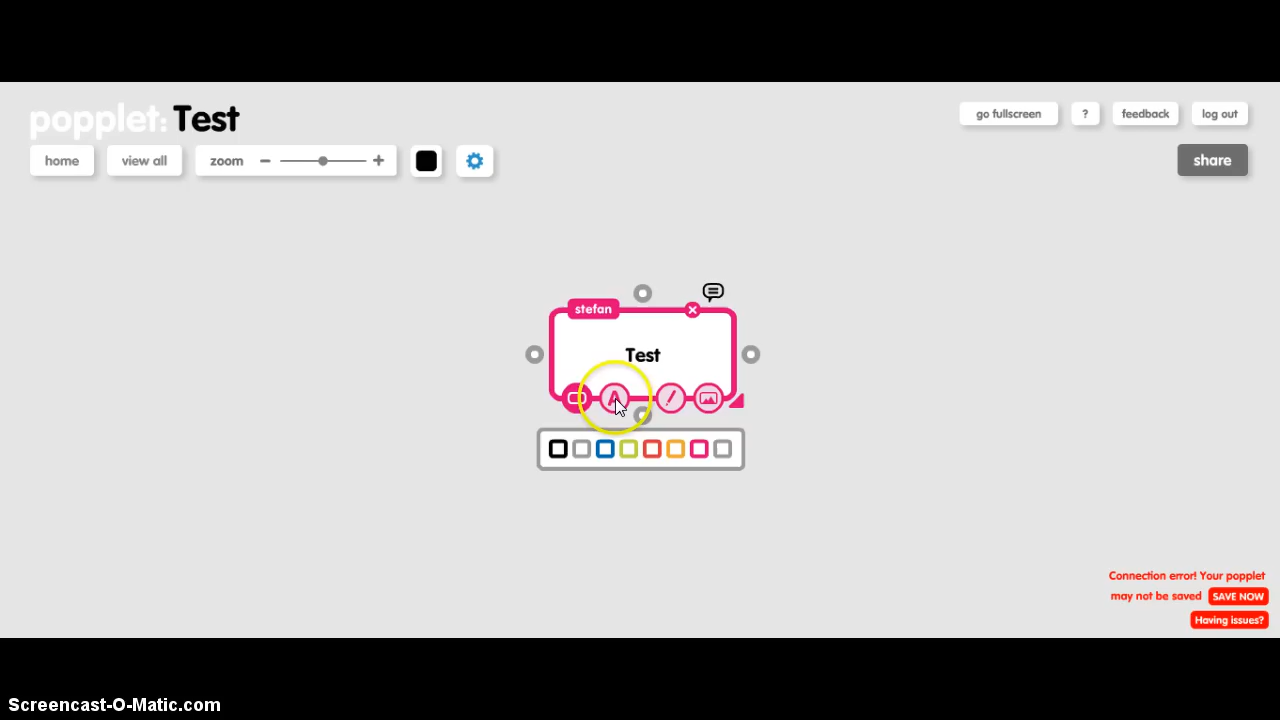 popplet: Test
go fullscreen ? feedback log out
home view all zoom - + share
stefan
Test
A
Connection error! Your popplet
may not be saved SAVE NOW
Having issues?
Screencast-O-Matic.com